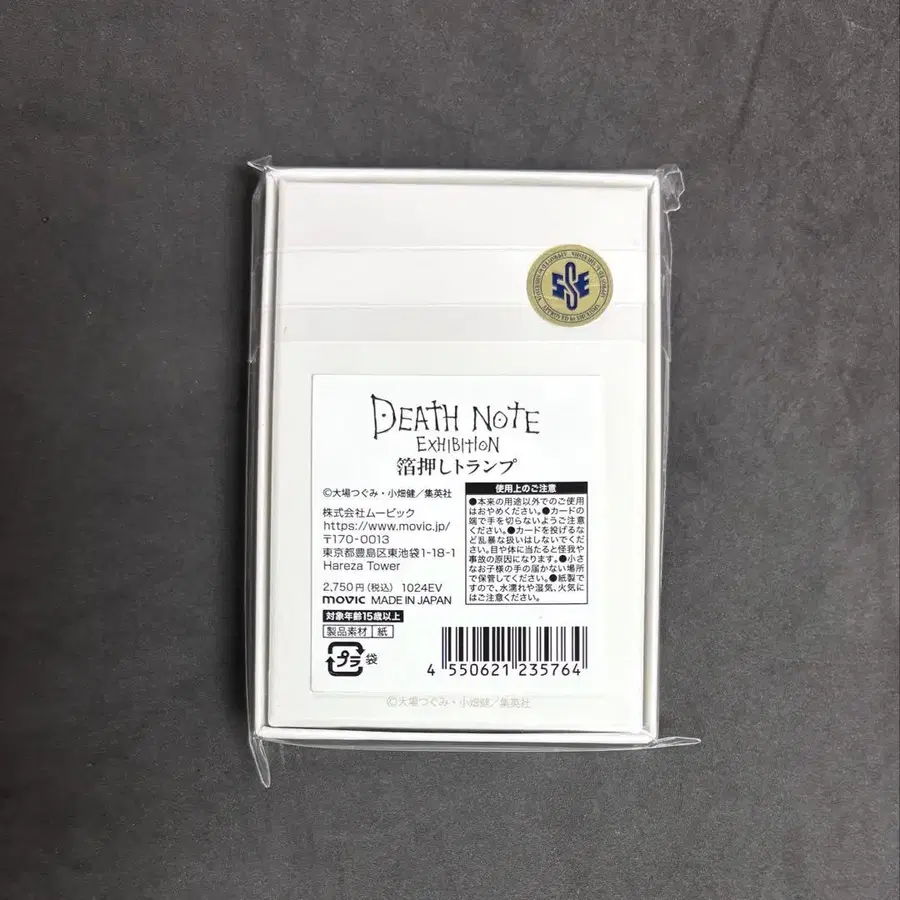 SSE
DEATH NOTE
EXHIBITION
箔押しトランプ
©大場つぐみ・小畑健／集英社
株式会社ムービック
https://www.movic.jp/
〒170-0013
東京都豊島区東池袋1-18-1
Hareza Tower
2,750円(税込) 1024EV
movic MADE IN JAPAN
対象年齢15歳以上
製品素材 紙
プラ 袋
使用上のご注意
●本来の用途以外でのご使用
はおやめください。●カードの
端で手を切らないようご注意
ください。●カードを投げるな
ど乱暴な扱いはしないでくだ
さい。目や体に当たると怪我や
事故の原因になります。●小さ
なお子様の手の届かない場所
で保管してください。●紙製で
すので、水濡れや湿気、火気に
はご注意ください。
4 550621 235764
©大場つぐみ・小畑健／集英社